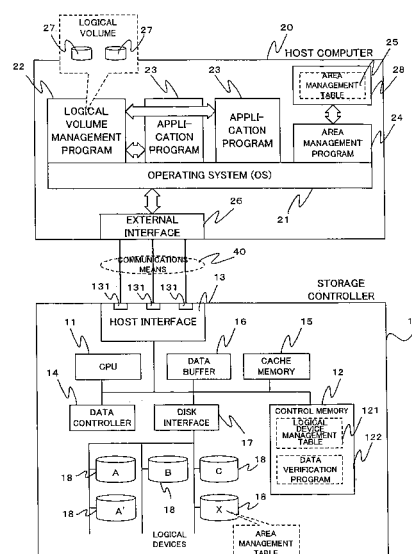 LOGICAL
VOLUME
27
27
20
HOST COMPUTER
25
22
23
23
AREA
MANAGEMENT
TABLE
28
LOGICAL
VOLUME
MANAGEMENT
PROGRAM
APPLI-
CATION
PROGRAM
APPLI-
CATION
PROGRAM
24
AREA
MANAGEMENT
PROGRAM
OPERATING SYSTEM (OS)
21
26
EXTERNAL
INTERFACE
40
COMMUNICATIONS
MEANS
131
131
131
13
STORAGE
CONTROLLER
HOST INTERFACE
11
16
15
CPU
DATA
BUFFER
CACHE
MEMORY
14
12
DATA
CONTROLLER
DISK
INTERFACE
17
CONTROL MEMORY
LOGICAL
DEVICE
MANAGEMENT
TABLE
121
122
DATA
VERIFICATION
PROGRAM
18
A
B
C
18
18
18
A'
X
18
LOGICAL
DEVICES
AREA
MANAGEMENT
TABLE